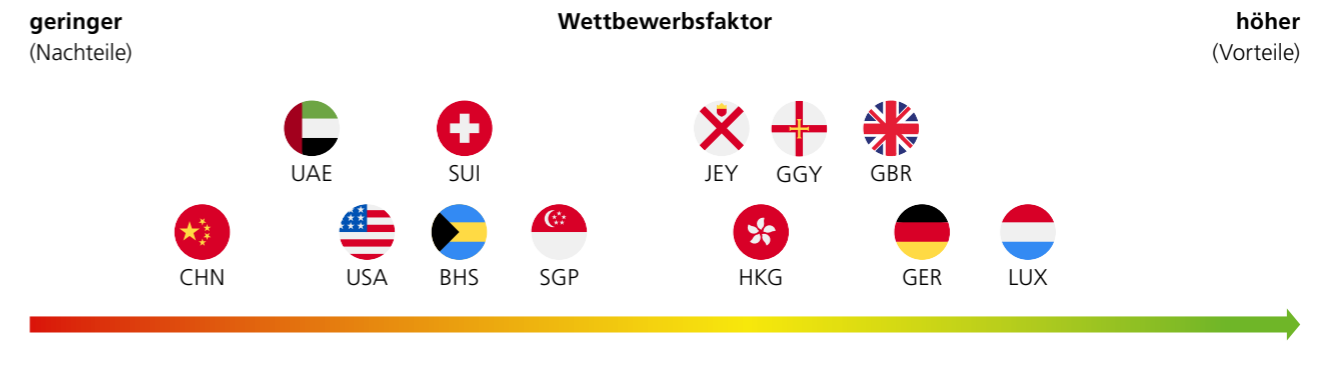 geringer Wettbewerbsfaktor höher
(Nachteile) (Vorteile)
UAE SUI JEY GGY GBR
CHN USA BHS SGP HKG GER LUX